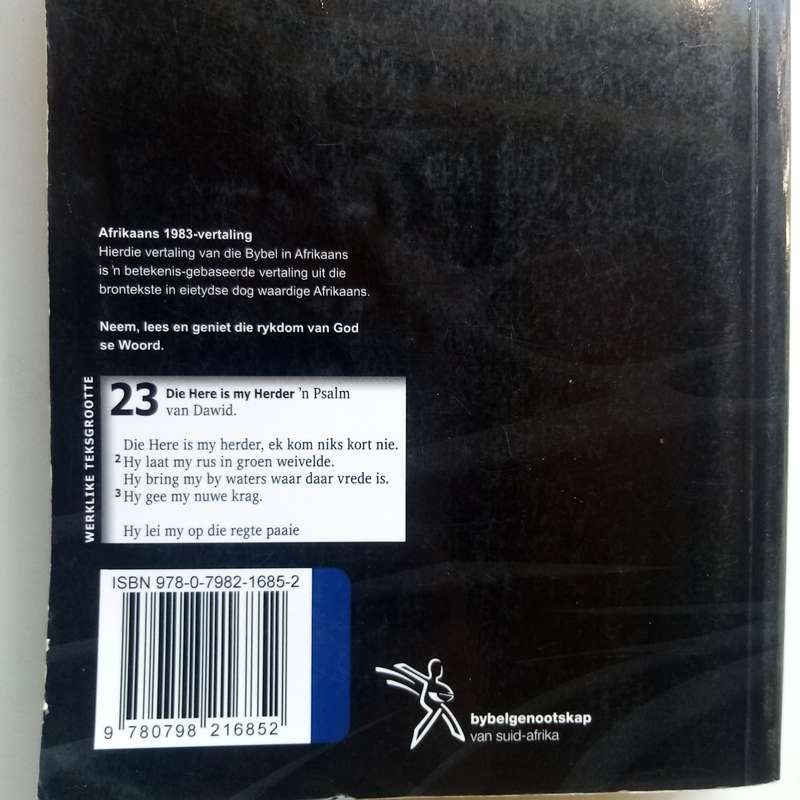 Afrikaans 1983-vertaling
Hierdie vertaling van die Bybel in Afrikaans
is 'n betekenis-gebaseerde vertaling uit die
brontekste in eietydse dog waardige Afrikaans.
Neem, lees en geniet die rykdom van God
se Woord.
WERKLIKE TEKSGROOTTE
23 Die Here is my Herder 'n Psalm
van Dawid.
Die Here is my herder, ek kom niks kort nie.
2 Hy laat my rus in groen weivelde.
Hy bring my by waters waar daar vrede is.
3 Hy gee my nuwe krag.
Hy lei my op die regte paaie
ISBN 978-0-7982-1685-2
9 780798 216852
bybelgenootskap
van suid-afrika